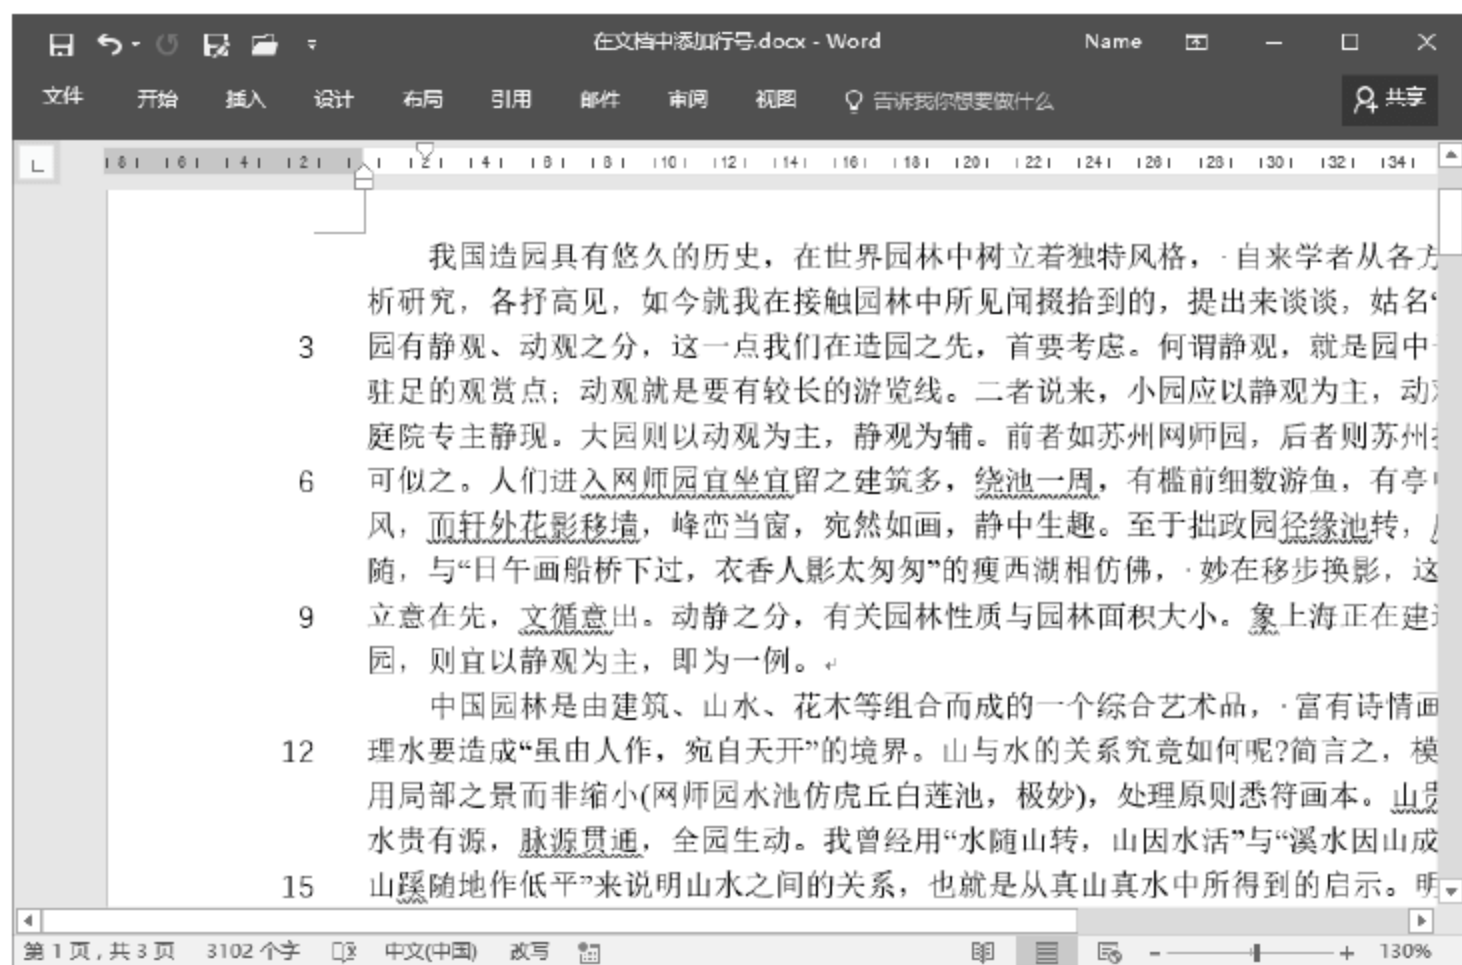 在文档中添加行号.docx - Word Name
文件 开始 插入 设计 布局 引用 邮件 审阅 视图 告诉我你想要做什么 共享
L 8 6 4 2 2 4 6 8 10 12 14 16 18 20 22 24 26 28 30 32 34
我国造园具有悠久的历史，在世界园林中树立着独特风格，·自来学者从各方
析研究，各抒高见，如今就我在接触园林中所见闻掇拾到的，提出来谈谈，姑名“
3 园有静观、动观之分，这一点我们在造园之先，首要考虑。何谓静观，就是园中
驻足的观赏点；动观就是要有较长的游览线。二者说来，小园应以静观为主，动
庭院专主静现。大园则以动观为主，静观为辅。前者如苏州网师园，后者则苏州
6 可似之。人们进入网师园宜坐宜留之建筑多，绕池一周，有槛前细数游鱼，有亭
风，而轩外花影移墙，峰峦当窗，宛然如画，静中生趣。至于拙政园径缘池转，
随，与“日午画船桥下过，衣香人影太匆匆”的瘦西湖相仿佛，·妙在移步换影，这
9 立意在先，文循意出。动静之分，有关园林性质与园林面积大小。象上海正在建
园，则宜以静观为主，即为一例。
中国园林是由建筑、山水、花木等组合而成的一个综合艺术品，·富有诗情画
12 理水要造成“虽由人作，宛自天开”的境界。山与水的关系究竟如何呢?简言之，模
用局部之景而非缩小(网师园水池仿虎丘白莲池，极妙)，处理原则悉符画本。山贵
水贵有源，脉源贯通，全园生动。我曾经用“水随山转，山因水活”与“溪水因山成
15 山蹊随地作低平”来说明山水之间的关系，也就是从真山真水中所得到的启示。明
第 1 页，共 3 页 3102 个字 中文(中国) 改写 130%